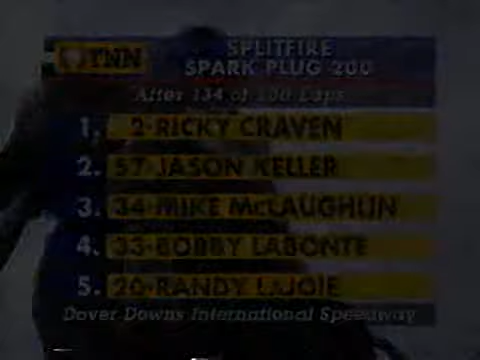 TNN
SPLITFIRE
SPARK PLUG 200
After 134 of 200 Laps
1. 2-RICKY CRAVEN
2. 57-JASON KELLER
3. 34-MIKE McLAUGHLIN
4. 33-BOBBY LABONTE
5. 20-RANDY LAJOIE
Dover Downs International Speedway